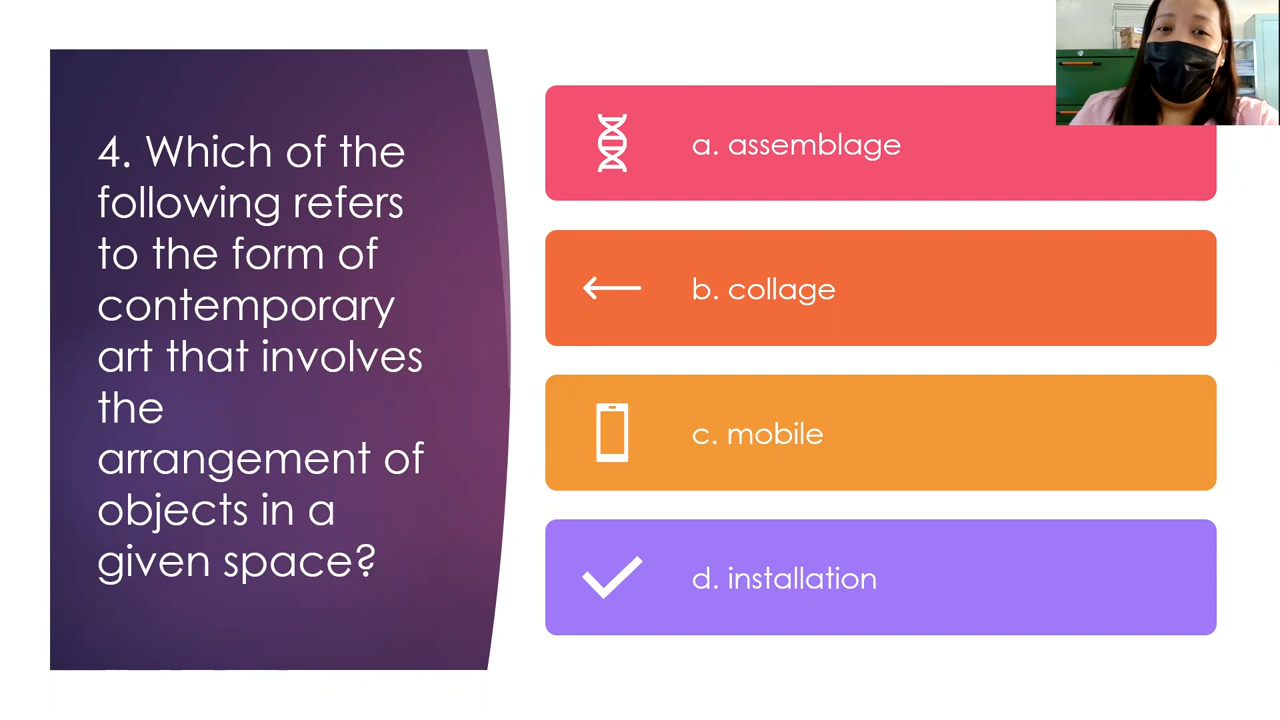 4. Which of the
following refers
to the form of
contemporary
art that involves
the
arrangement of
objects in a
given space?
a. assemblage
b. collage
c. mobile
d. installation